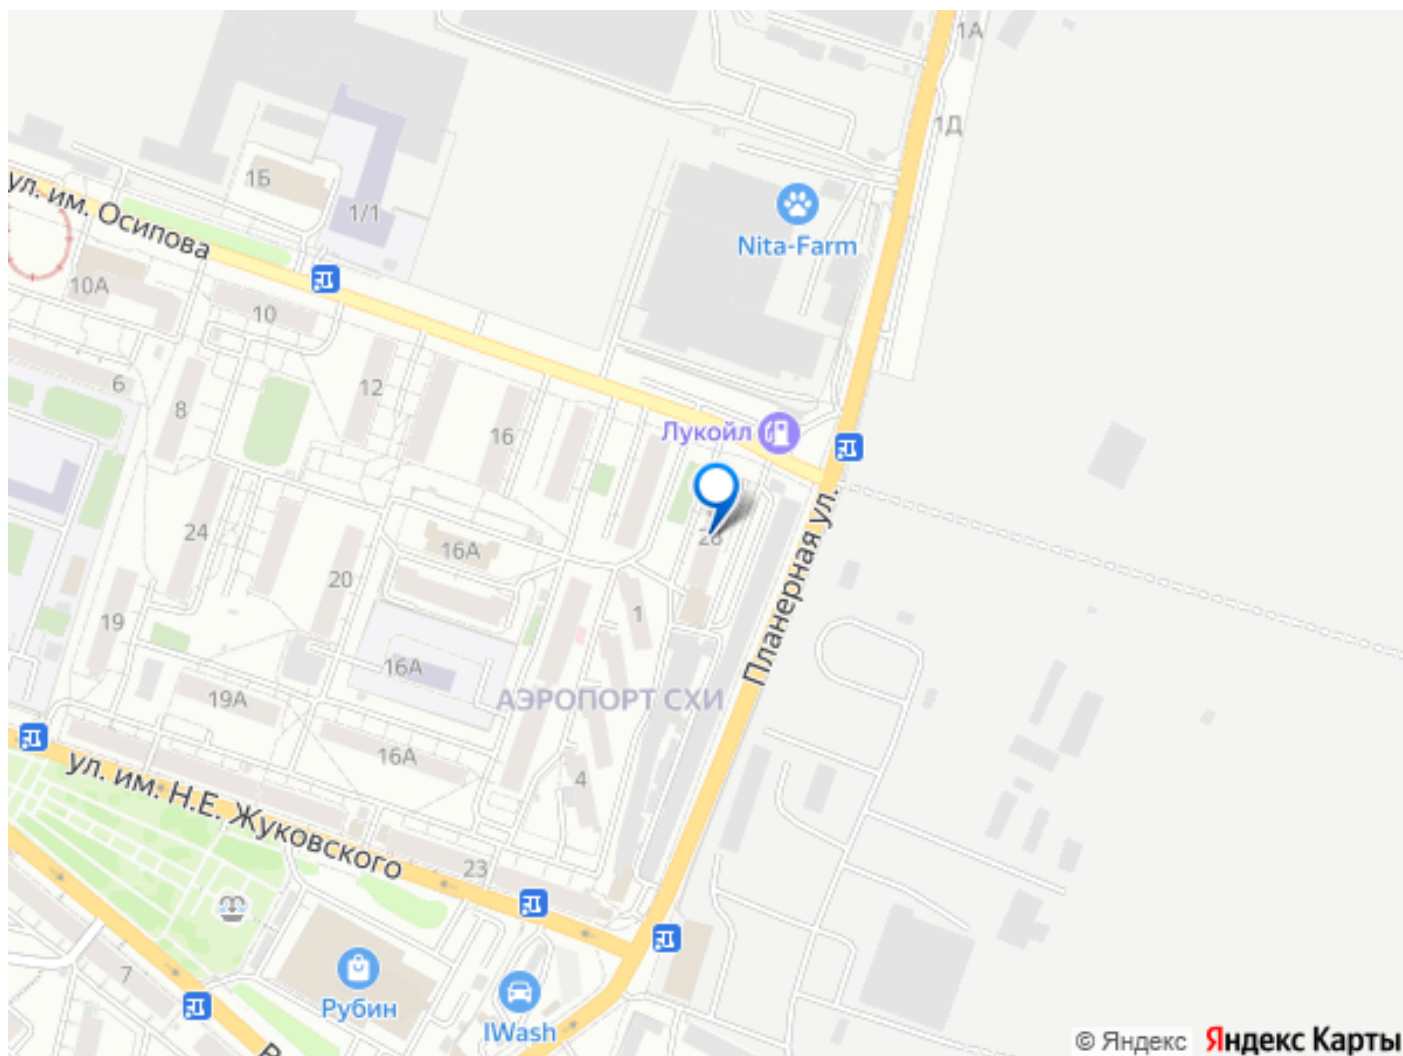 1А
1Д
1Б
1/1
ул. им. Осипова
Nita-Farm
10А
10
12
6
8
16
Лукойл
28
24
16А
20
1
19
16А
Планерная ул.
19А
АЭРОПОРТ СХИ
16А
4
ул. им. Н.Е. Жуковского
23
7
Рубин
IWash
© Яндекс Яндекс Карты